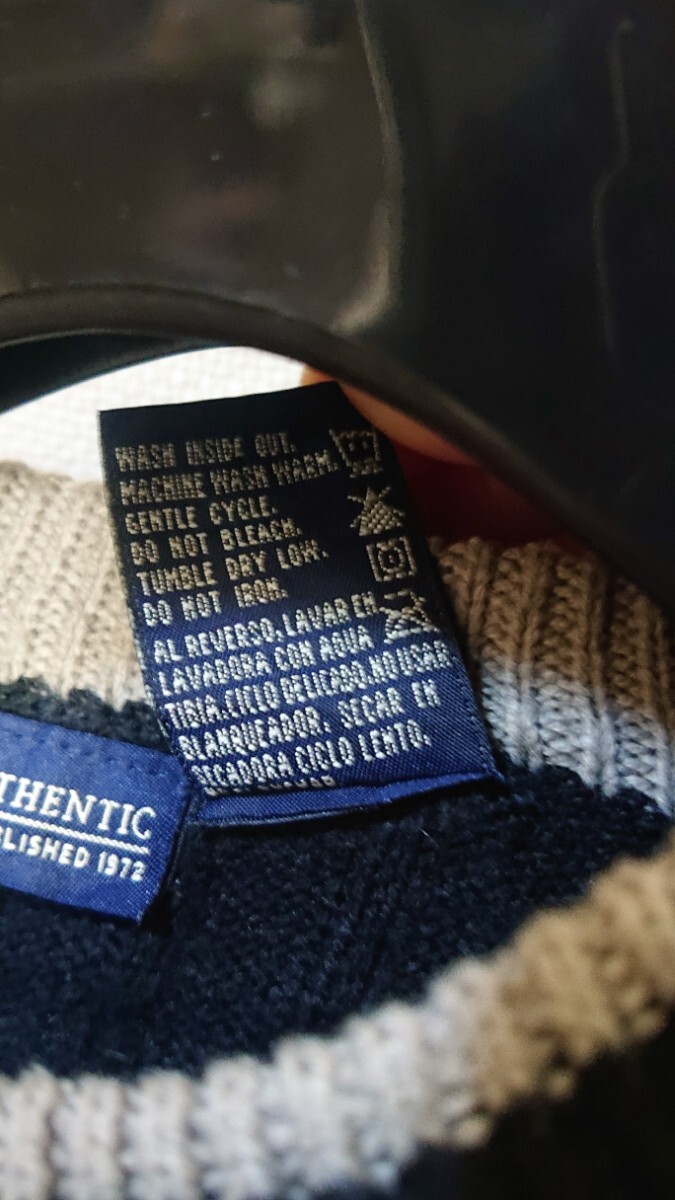 WASH INSIDE OUT.
MACHINE WASH WARM.
GENTLE CYCLE.
DO NOT BLEACH.
TUMBLE DRY LOW.
DO NOT IRON.
AL REVERSO. LAVAR EN
LAVADORA CON AGUA
TIBIA. CICLO DELICADO. NO USAR
BLANQUEADOR. SECAR EN
SECADORA CICLO LENTO.
THENTIC
BLISHED 1972